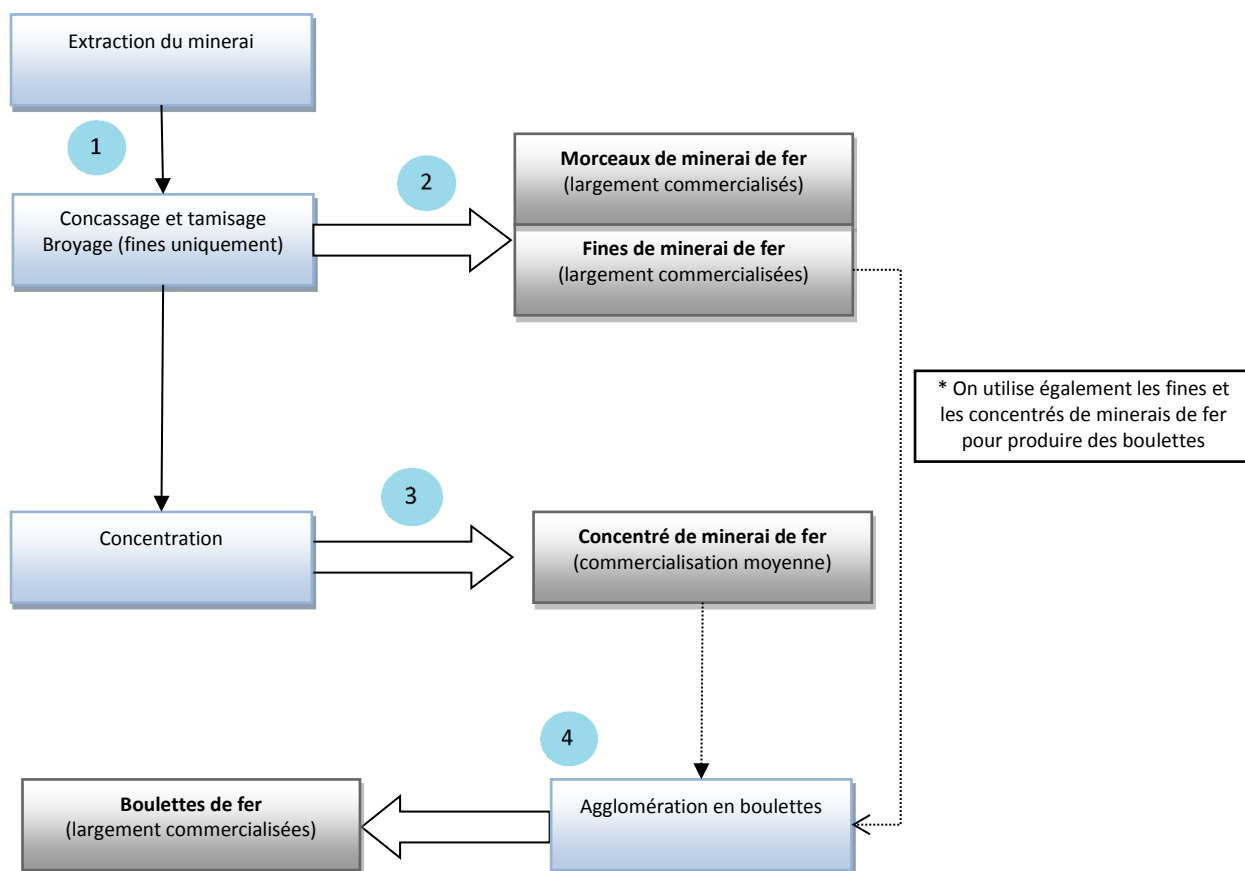 Extraction du minerai
1
Concassage et tamisage
Broyage (fines uniquement)
2
Morceaux de minerai de fer
(largement commercialisés)
Fines de minerai de fer
(largement commercialisées)
* On utilise également les fines et
les concentrés de minerais de fer
pour produire des boulettes
Concentration
3
Concentré de minerai de fer
(commercialisation moyenne)
4
Agglomération en boulettes
Boulettes de fer
(largement commercialisées)